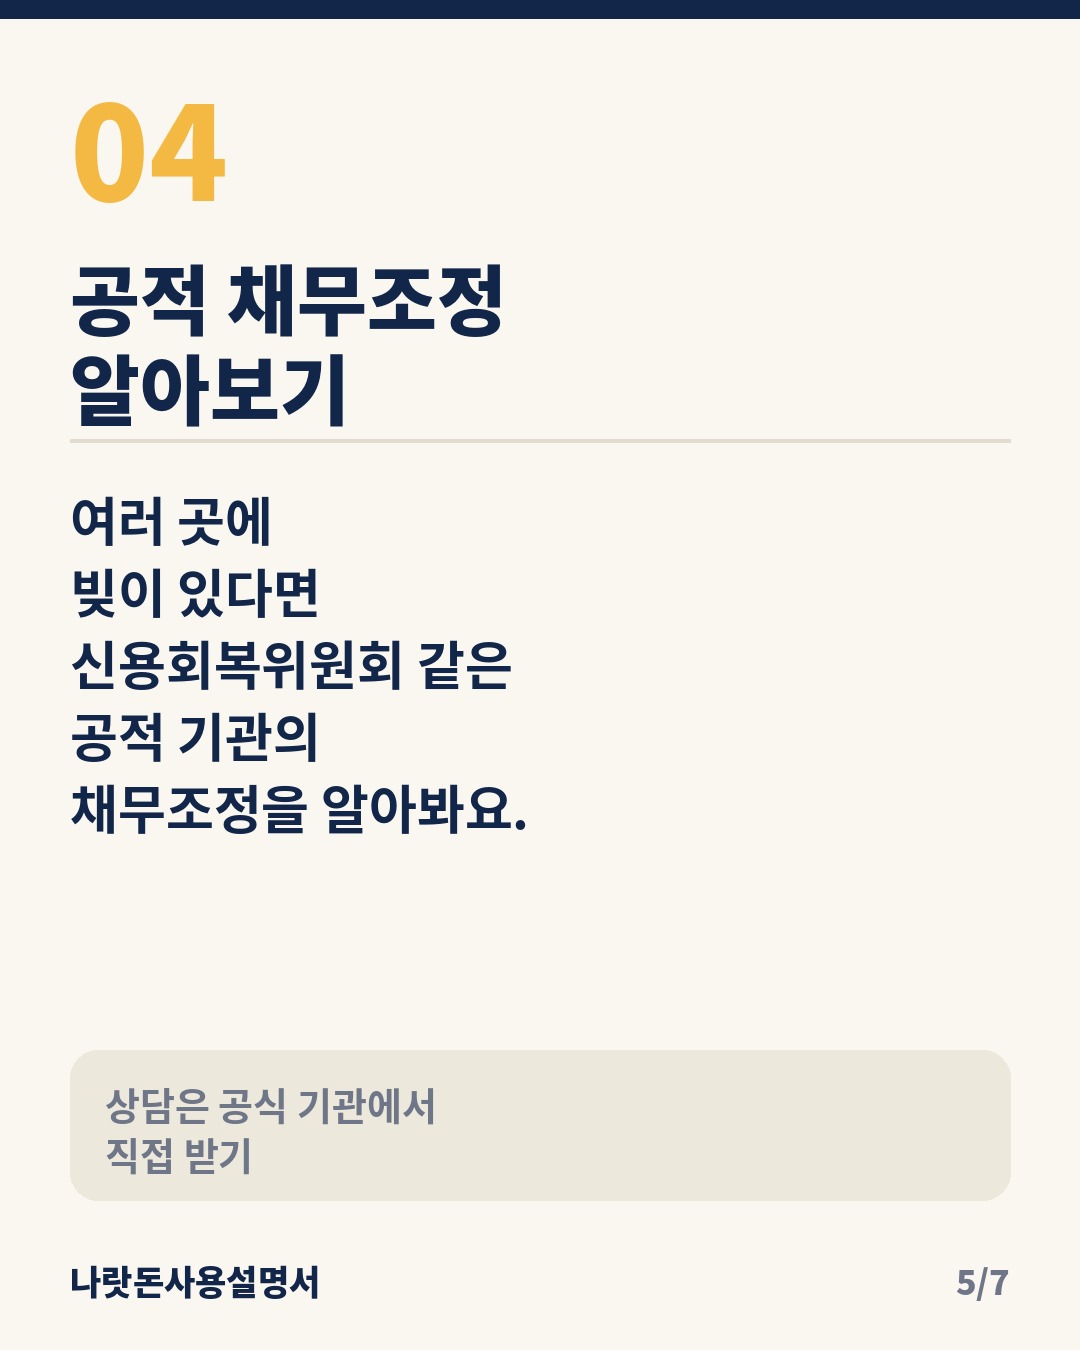 04
공적 채무조정
알아보기
여러 곳에
빚이 있다면
신용회복위원회 같은
공적 기관의
채무조정을 알아봐요.
상담은 공식 기관에서
직접 받기
나랏돈사용설명서
5/7